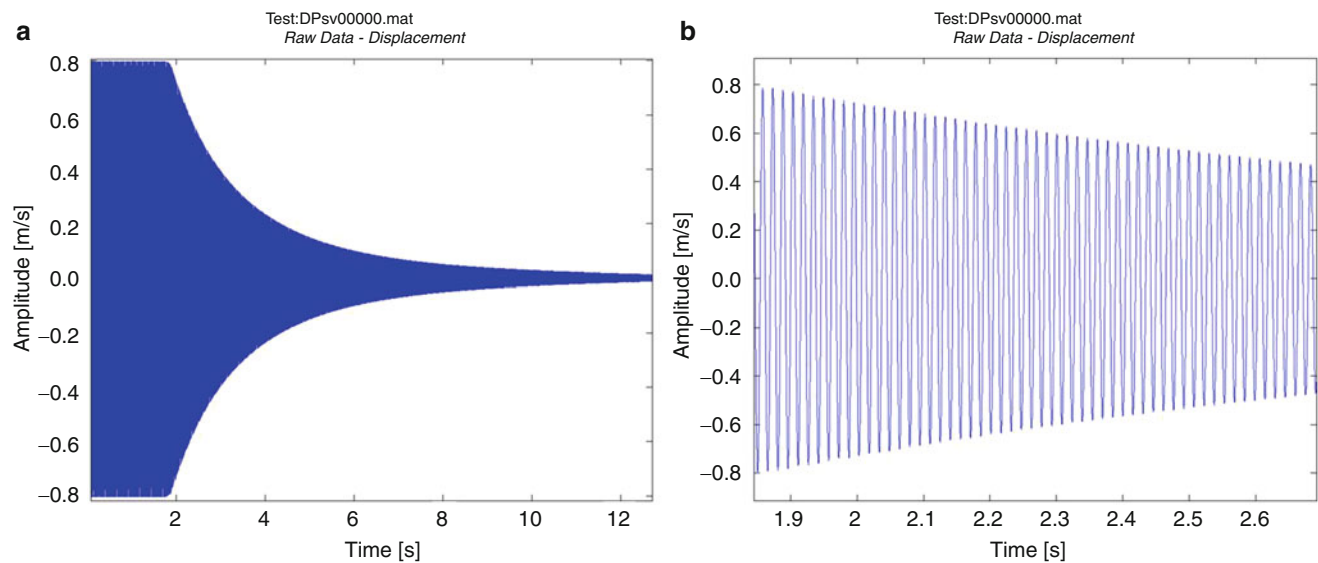 a
Test:DPsv00000.mat
Raw Data - Displacement
Amplitude [m/s]
0.8
0.6
0.4
0.2
0.0
−0.2
−0.4
−0.6
−0.8
2 4 6 8 10 12
Time [s]
b
Test:DPsv00000.mat
Raw Data - Displacement
Amplitude [m/s]
0.8
0.6
0.4
0.2
0.0
−0.2
−0.4
−0.6
−0.8
1.9 2 2.1 2.2 2.3 2.4 2.5 2.6
Time [s]